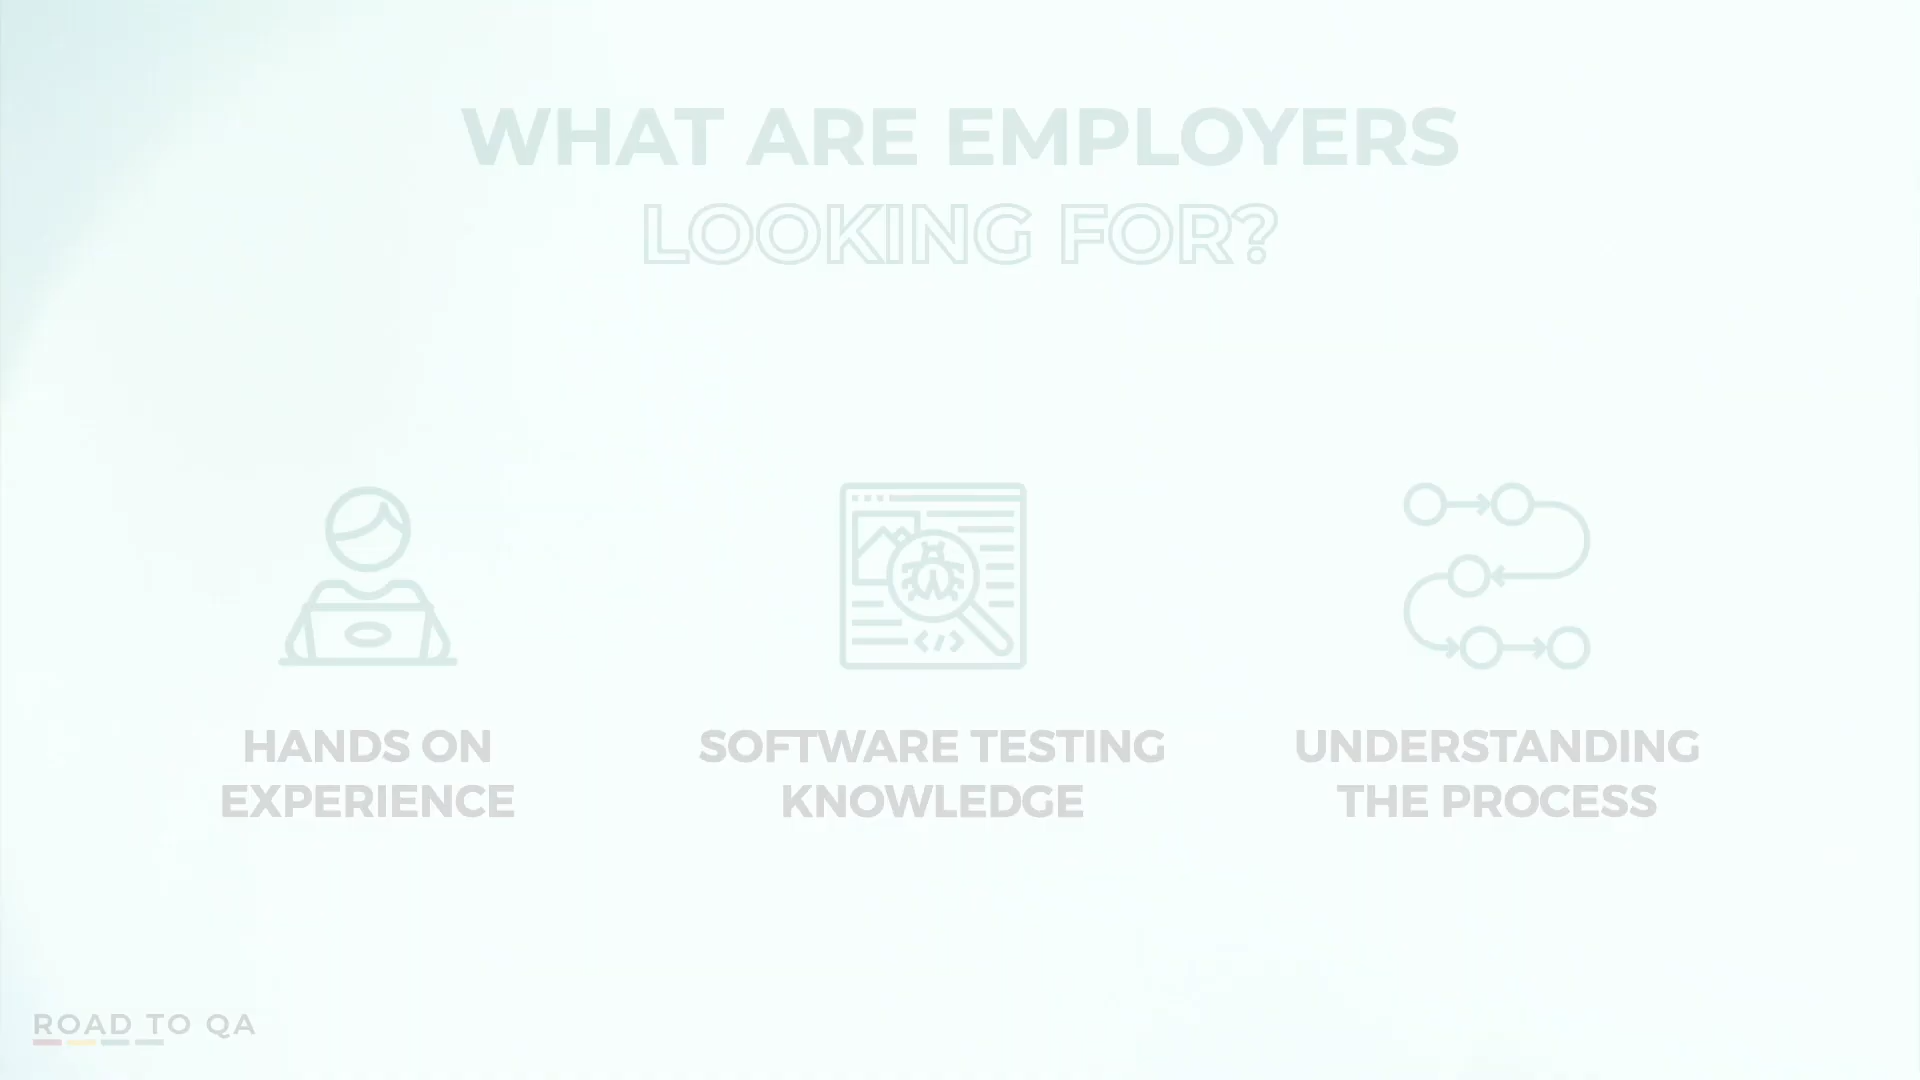 WHAT ARE EMPLOYERS
LOOKING FOR?
HANDS ON
EXPERIENCE
SOFTWARE TESTING
KNOWLEDGE
UNDERSTANDING
THE PROCESS
ROAD TO QA